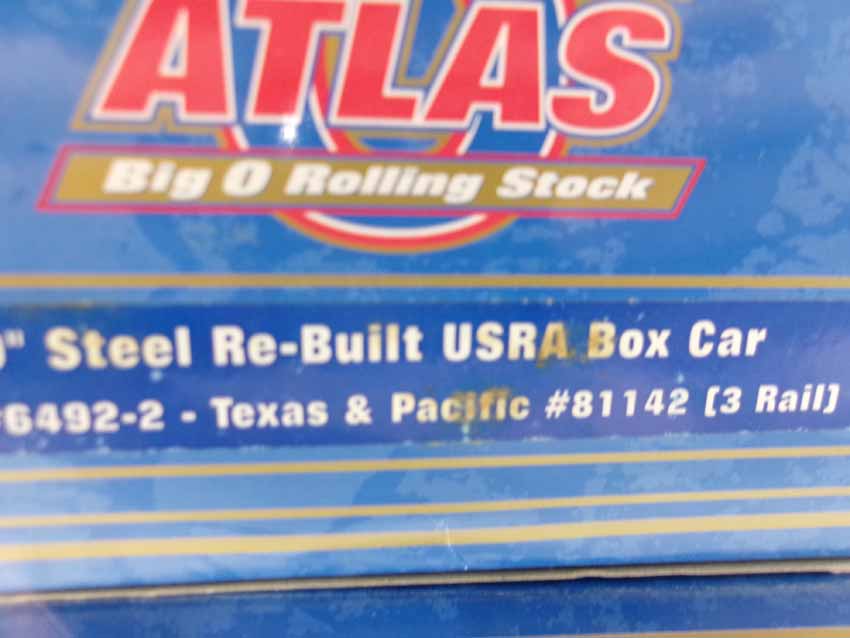 ATLAS
Big O Rolling Stock
" Steel Re-Built USRA Box Car
#6492-2 - Texas & Pacific #81142 [3 Rail]